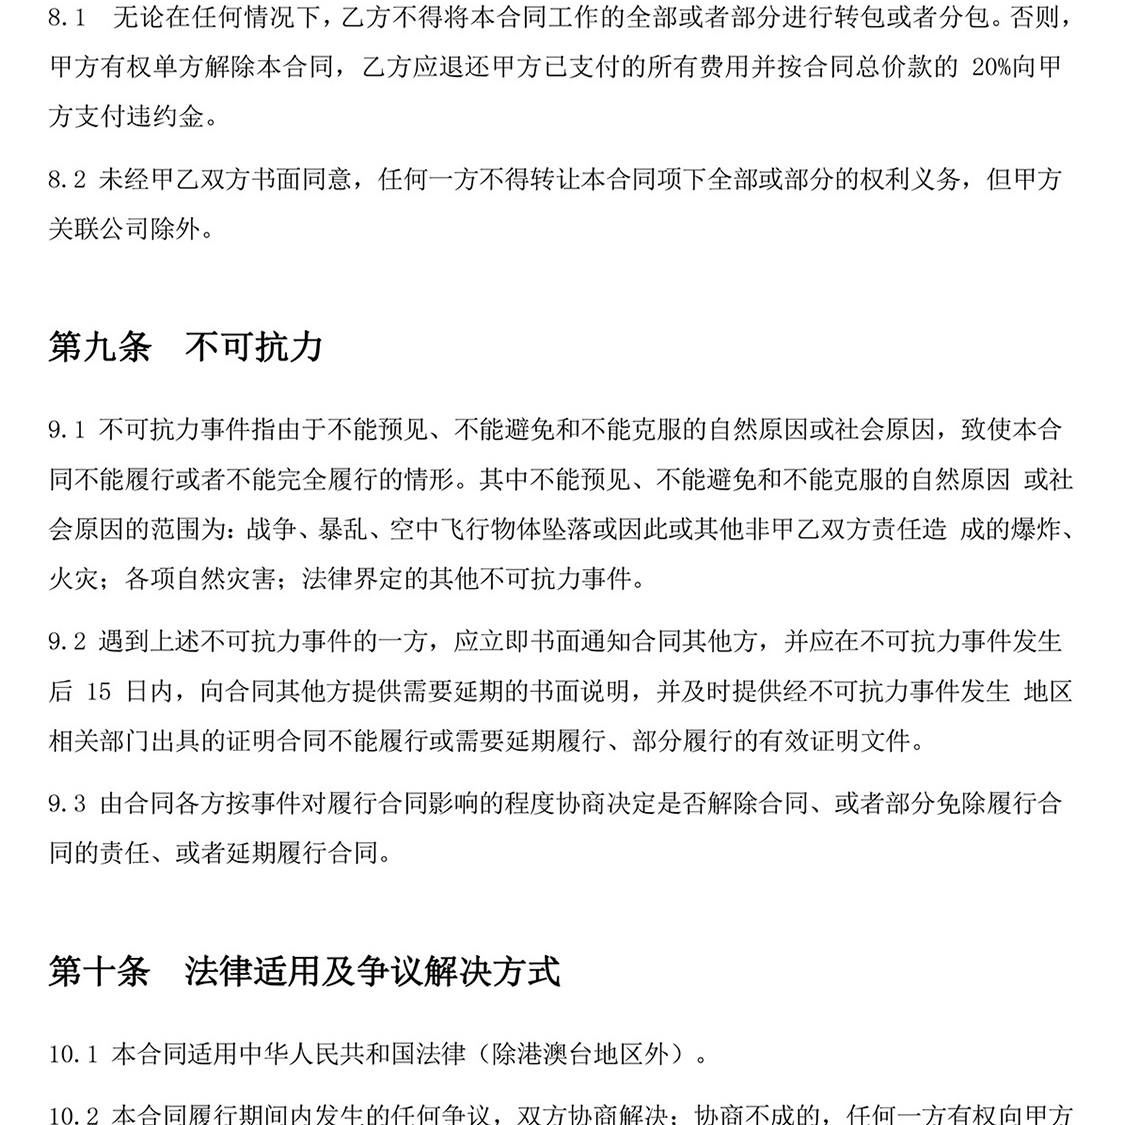 8.1 无论在任何情况下，乙方不得将本合同工作的全部或者部分进行转包或者分包。否则，
甲方有权单方解除本合同，乙方应退还甲方已支付的所有费用并按合同总价款的 20%向甲
方支付违约金。
8.2 未经甲乙双方书面同意，任何一方不得转让本合同项下全部或部分的权利义务，但甲方
关联公司除外。
第九条 不可抗力
9.1 不可抗力事件指由于不能预见、不能避免和不能克服的自然原因或社会原因，致使本合
同不能履行或者不能完全履行的情形。其中不能预见、不能避免和不能克服的自然原因 或社
会原因的范围为：战争、暴乱、空中飞行物体坠落或因此或其他非甲乙双方责任造 成的爆炸、
火灾；各项自然灾害；法律界定的其他不可抗力事件。
9.2 遇到上述不可抗力事件的一方，应立即书面通知合同其他方，并应在不可抗力事件发生
后 15 日内，向合同其他方提供需要延期的书面说明，并及时提供经不可抗力事件发生 地区
相关部门出具的证明合同不能履行或需要延期履行、部分履行的有效证明文件。
9.3 由合同各方按事件对履行合同影响的程度协商决定是否解除合同、或者部分免除履行合
同的责任、或者延期履行合同。
第十条 法律适用及争议解决方式
10.1 本合同适用中华人民共和国法律（除港澳台地区外）。
10.2 本合同履行期间内发生的任何争议，双方协商解决；协商不成的，任何一方有权向甲方